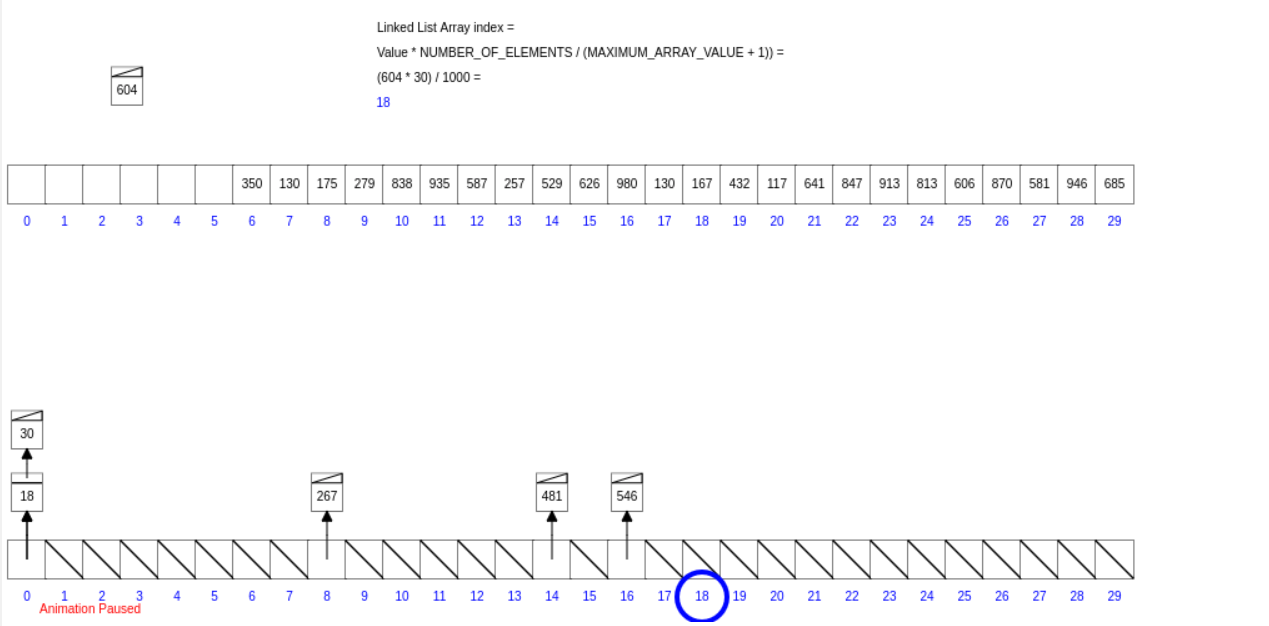 Linked List Array index =
Value * NUMBER_OF_ELEMENTS / (MAXIMUM_ARRAY_VALUE + 1)) =
(604 * 30) / 1000 =
18
604
350 130 175 279 838 935 587 257 529 626 980 130 167 432 117 641 847 913 813 606 870 581 946 685
0 1 2 3 4 5 6 7 8 9 10 11 12 13 14 15 16 17 18 19 20 21 22 23 24 25 26 27 28 29
30
18 267 481 546
0 1 2 3 4 5 6 7 8 9 10 11 12 13 14 15 16 17 18 19 20 21 22 23 24 25 26 27 28 29
Animation Paused